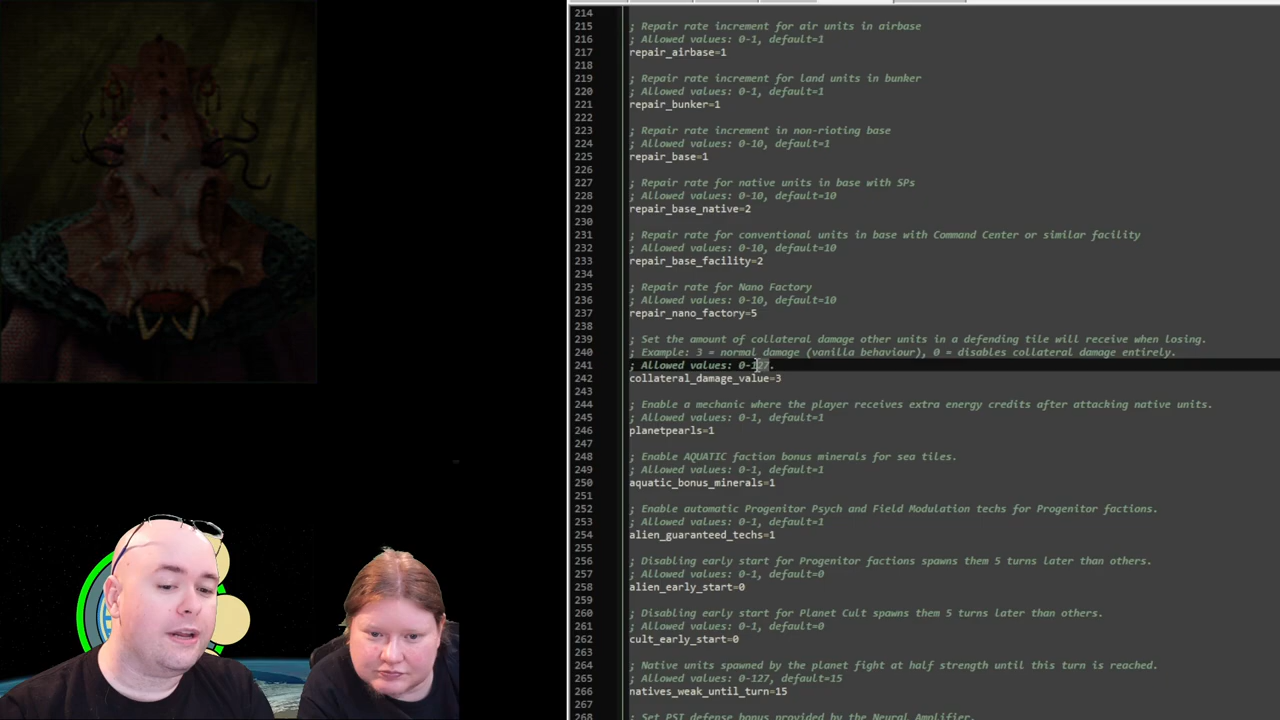 214
215 ; Repair rate increment for air units in airbase
216 ; Allowed values: 0-1, default=1
217 repair_airbase=1
218
219 ; Repair rate increment for land units in bunker
220 ; Allowed values: 0-1, default=1
221 repair_bunker=1
222
223 ; Repair rate increment in non-rioting base
224 ; Allowed values: 0-10, default=1
225 repair_base=1
226
227 ; Repair rate for native units in base with SPs
228 ; Allowed values: 0-10, default=10
229 repair_base_native=2
230
231 ; Repair rate for conventional units in base with Command Center or similar facility
232 ; Allowed values: 0-10, default=10
233 repair_base_facility=2
234
235 ; Repair rate for Nano Factory
236 ; Allowed values: 0-10, default=10
237 repair_nano_factory=5
238
239 ; Set the amount of collateral damage other units in a defending tile will receive when losing.
240 ; Example: 3 = normal damage (vanilla behaviour), 0 = disables collateral damage entirely.
241 ; Allowed values: 0-127.
242 collateral_damage_value=3
243
244 ; Enable a mechanic where the player receives extra energy credits after attacking native units.
245 ; Allowed values: 0-1, default=1
246 planetpearls=1
247
248 ; Enable AQUATIC faction bonus minerals for sea tiles.
249 ; Allowed values: 0-1, default=1
250 aquatic_bonus_minerals=1
251
252 ; Enable automatic Progenitor Psych and Field Modulation techs for Progenitor factions.
253 ; Allowed values: 0-1, default=1
254 alien_guaranteed_techs=1
255
256 ; Disabling early start for Progenitor factions spawns them 5 turns later than others.
257 ; Allowed values: 0-1, default=0
258 alien_early_start=0
259
260 ; Disabling early start for Planet Cult spawns them 5 turns later than others.
261 ; Allowed values: 0-1, default=0
262 cult_early_start=0
263
264 ; Native units spawned by the planet fight at half strength until this turn is reached.
265 ; Allowed values: 0-127, default=15
266 natives_weak_until_turn=15
267
268 ; Set PSI defense bonus provided by the Neural Amplifier.